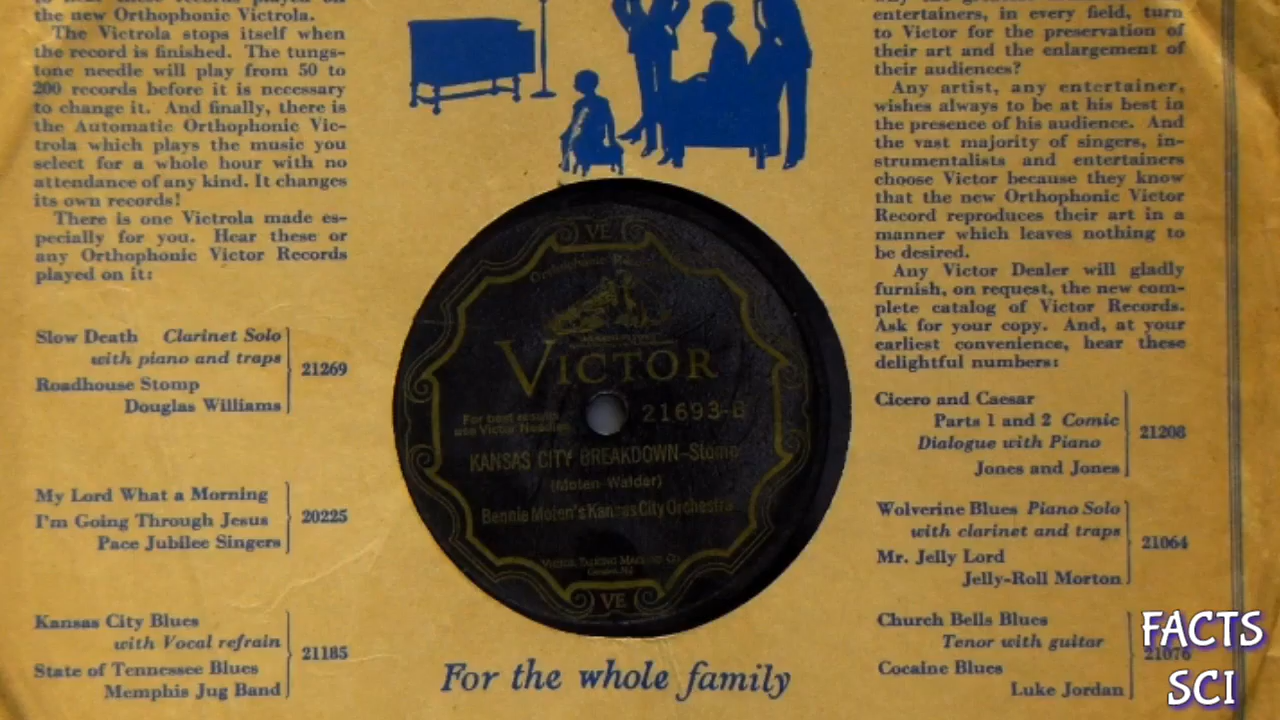 the new Orthophonic Victrola.
The Victrola stops itself when
the record is finished. The tungs-
tone needle will play from 50 to
200 records before it is necessary
to change it. And finally, there is
the Automatic Orthophonic Vic-
trola which plays the music you
select for a whole hour with no
attendance of any kind. It changes
its own records!
There is one Victrola made es-
pecially for you. Hear these or
any Orthophonic Victor Records
played on it:
Slow Death Clarinet Solo
with piano and traps
Roadhouse Stomp
Douglas Williams
21269
My Lord What a Morning
I'm Going Through Jesus
Pace Jubilee Singers
20225
Kansas City Blues
with Vocal refrain
State of Tennessee Blues
Memphis Jug Band
21185
VE
VICTOR
For best results
use Victor Needles
21693-B
KANSAS CITY BREAKDOWN-Stomp
(Moten-Walder)
Bennie Moten's Kansas City Orchestra
VE
For the whole family
entertainers, in every field, turn
to Victor for the preservation of
their art and the enlargement of
their audiences?
Any artist, any entertainer,
wishes always to be at his best in
the presence of his audience. And
the vast majority of singers, in-
strumentalists and entertainers
choose Victor because they know
that the new Orthophonic Victor
Record reproduces their art in a
manner which leaves nothing to
be desired.
Any Victor Dealer will gladly
furnish, on request, the new com-
plete catalog of Victor Records.
Ask for your copy. And, at your
earliest convenience, hear these
delightful numbers:
Cicero and Caesar
Parts 1 and 2 Comic
Dialogue with Piano
Jones and Jones
21208
Wolverine Blues Piano Solo
with clarinet and traps
Mr. Jelly Lord
Jelly-Roll Morton
21064
Church Bells Blues
Tenor with guitar
Cocaine Blues
Luke Jordan
21076
FACTS
SCI